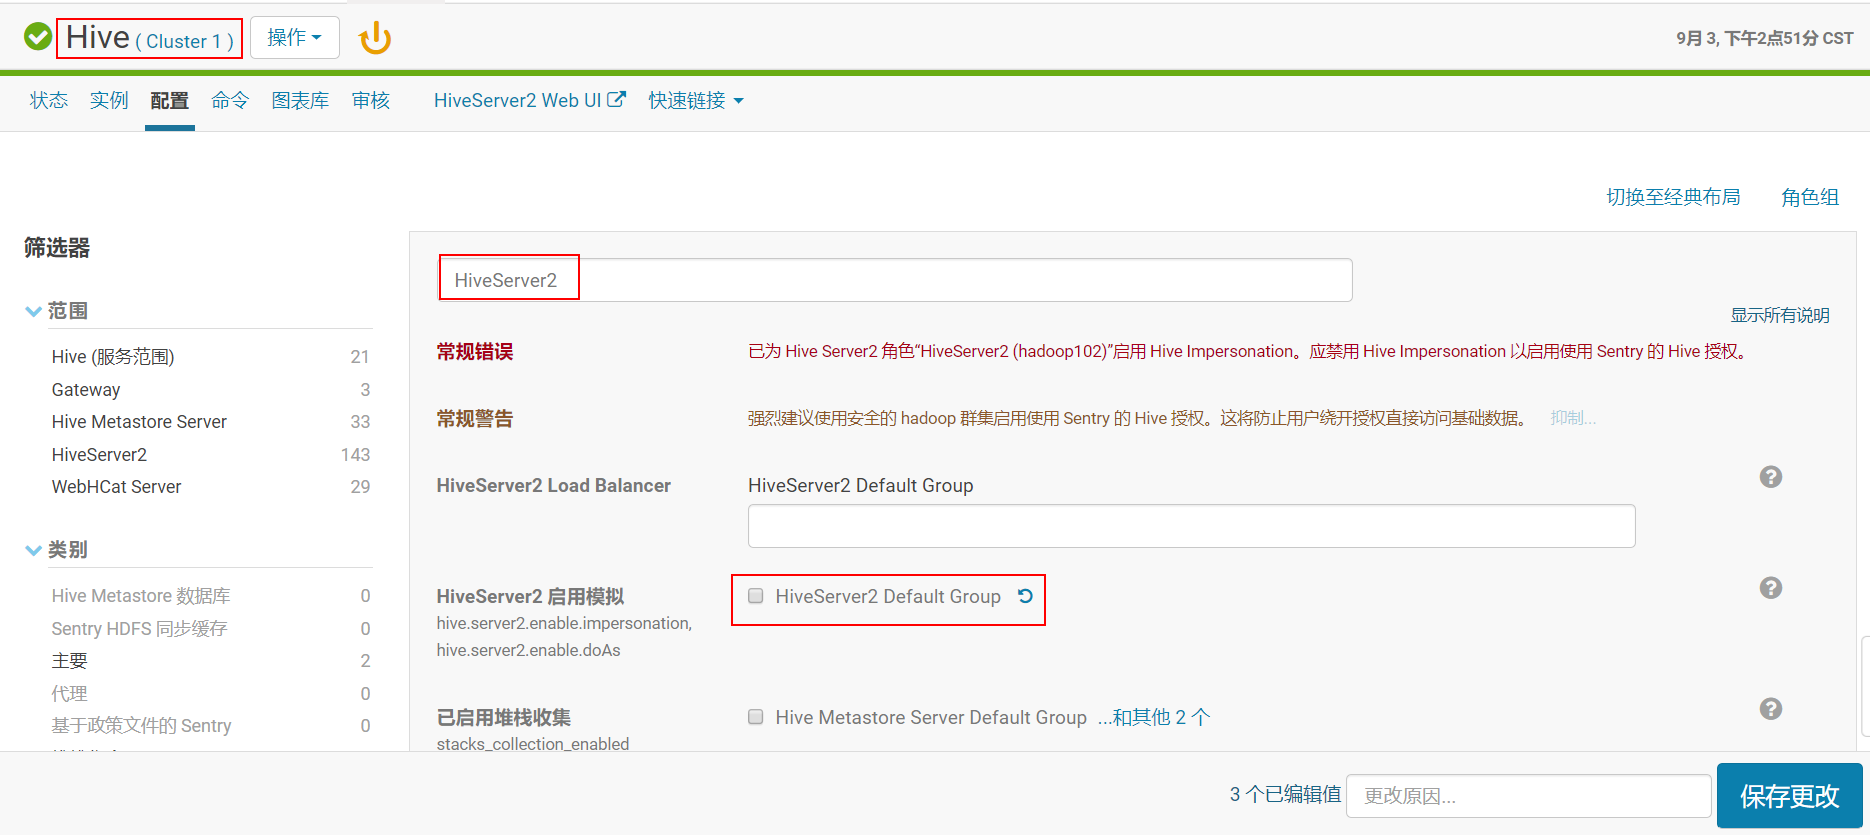 Hive ( Cluster 1 ) 操作
9月 3, 下午2点51分 CST
状态 实例 配置 命令 图表库 审核 HiveServer2 Web UI 快速链接
切换至经典布局 角色组
筛选器
范围
Hive (服务范围) 21
Gateway 3
Hive Metastore Server 33
HiveServer2 143
WebHCat Server 29
类别
Hive Metastore 数据库 0
Sentry HDFS 同步缓存 0
主要 2
代理 0
基于政策文件的 Sentry 0
HiveServer2
显示所有说明
常规错误 已为 Hive Server2 角色“HiveServer2 (hadoop102)”启用 Hive Impersonation。应禁用 Hive Impersonation 以启用使用 Sentry 的 Hive 授权。
常规警告 强烈建议使用安全的 hadoop 群集启用使用 Sentry 的 Hive 授权。这将防止用户绕开授权直接访问基础数据。 抑制...
HiveServer2 Load Balancer HiveServer2 Default Group
HiveServer2 启用模拟 HiveServer2 Default Group
hive.server2.enable.impersonation,
hive.server2.enable.doAs
已启用堆栈收集 Hive Metastore Server Default Group ...和其他 2 个
stacks_collection_enabled
3 个已编辑值 更改原因... 保存更改